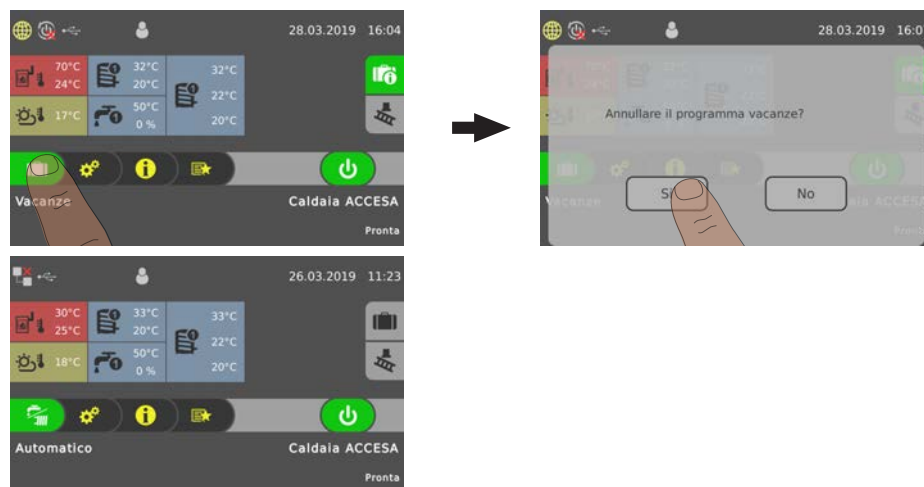 28.03.2019 16:04
70°C
24°C
32°C
20°C
32°C
22°C
20°C
17°C
50°C
0 %
Vacanze
Caldaia ACCESA
Pronta
28.03.2019 16:0
Annullare il programma vacanze?
Si
No
26.03.2019 11:23
30°C
25°C
33°C
20°C
33°C
22°C
20°C
18°C
50°C
0 %
Automatico
Caldaia ACCESA
Pronta